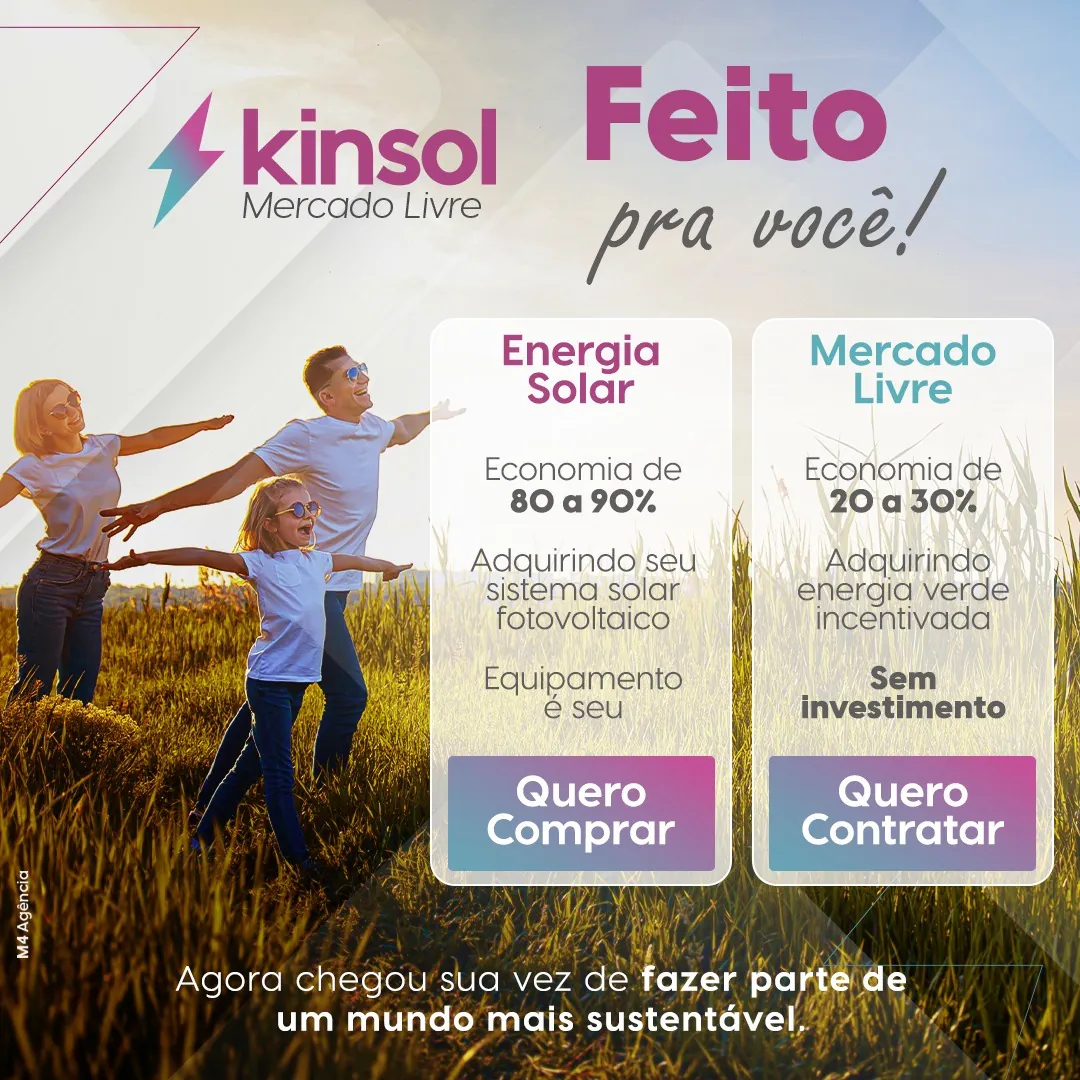 kinsol
Mercado Livre
Feito
pra você!
Energia
Solar
Economia de
80 a 90%
Adquirindo seu
sistema solar
fotovoltaico
Equipamento
é seu
Quero
Comprar
Mercado
Livre
Economia de
20 a 30%
Adquirindo
energia verde
incentivada
Sem
investimento
Quero
Contratar
M4 Agência
Agora chegou sua vez de fazer parte de
um mundo mais sustentável.